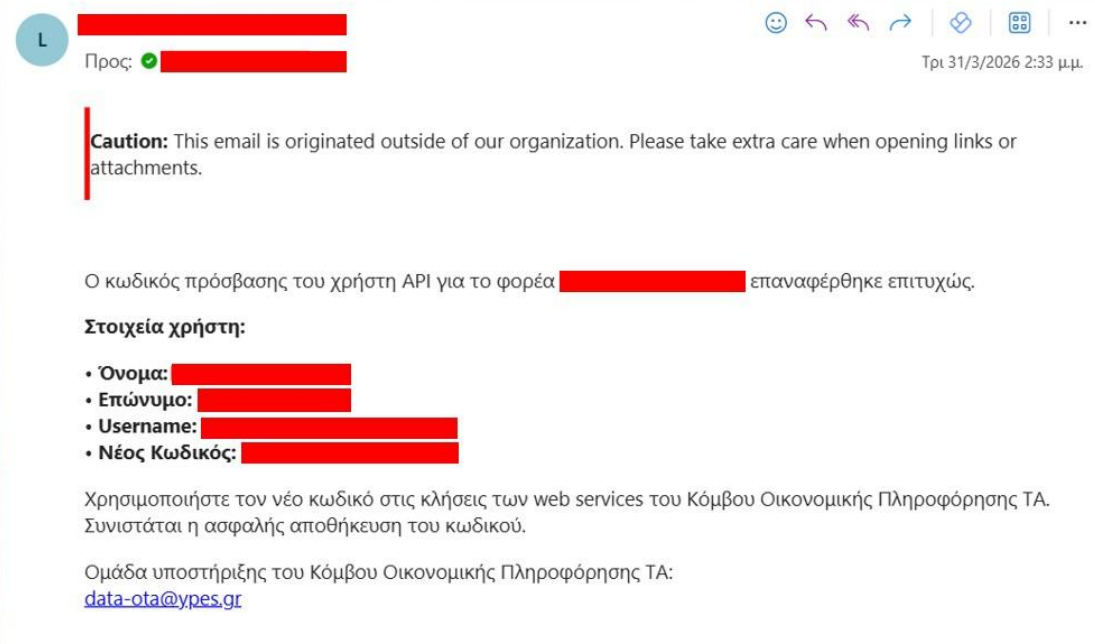 L
Προς:
Τρι 31/3/2026 2:33 μ.μ.
Caution: This email is originated outside of our organization. Please take extra care when opening links or
attachments.
Ο κωδικός πρόσβασης του χρήστη API για το φορέα επαναφέρθηκε επιτυχώς.
Στοιχεία χρήστη:
• Όνομα:
• Επώνυμο:
• Username:
• Νέος Κωδικός:
Χρησιμοποιήστε τον νέο κωδικό στις κλήσεις των web services του Κόμβου Οικονομικής Πληροφόρησης ΤΑ.
Συνιστάται η ασφαλής αποθήκευση του κωδικού.
Ομάδα υποστήριξης του Κόμβου Οικονομικής Πληροφόρησης ΤΑ:
data-ota@ypes.gr